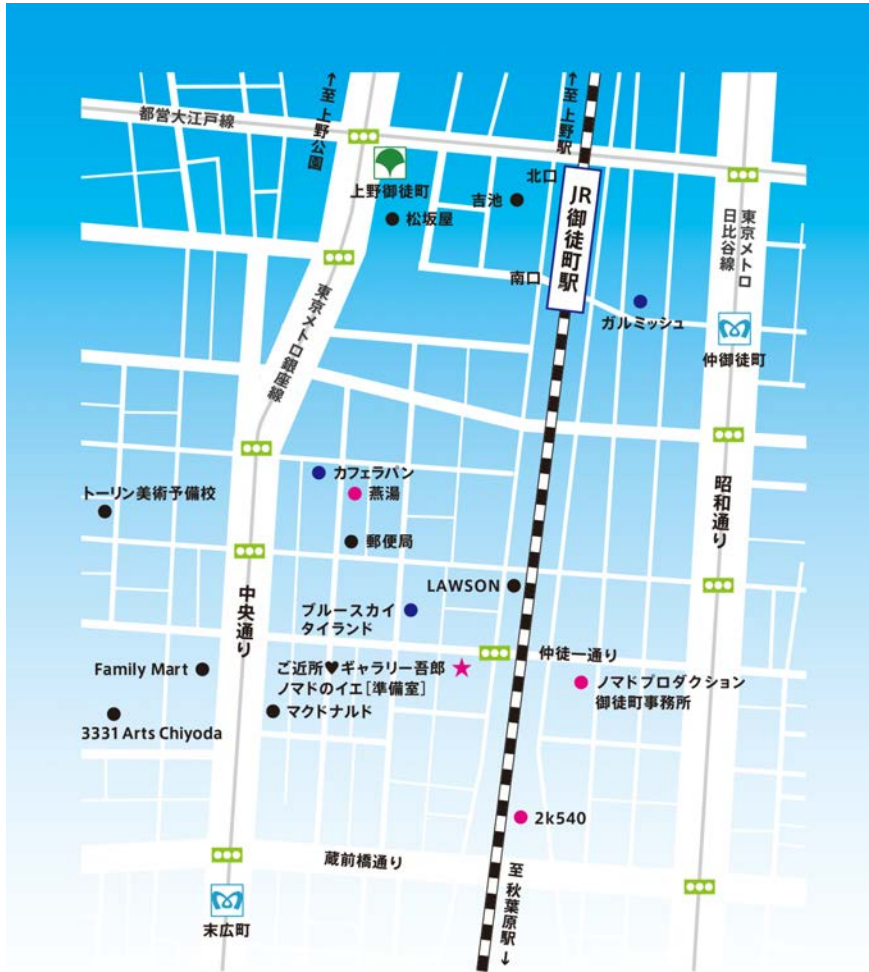 ↑至 上野公園
↑至 上野駅
都営大江戸線
北口
上野御徒町
吉池
松坂屋
JR御徒町駅
東京メトロ
日比谷線
南口
ガルミッシュ
東京メトロ銀座線
仲御徒町
カフェラパン
燕湯
トーリン美術予備校
昭和通り
郵便局
LAWSON
中央通り
ブルースカイ
タイランド
仲徒一通り
Family Mart
ご近所♥ギャラリー吾郎
ノマドのイエ[準備室]
ノマドプロダクション
御徒町事務所
マクドナルド
3331 Arts Chiyoda
2k540
蔵前橋通り
至 秋葉原駅↓
末広町